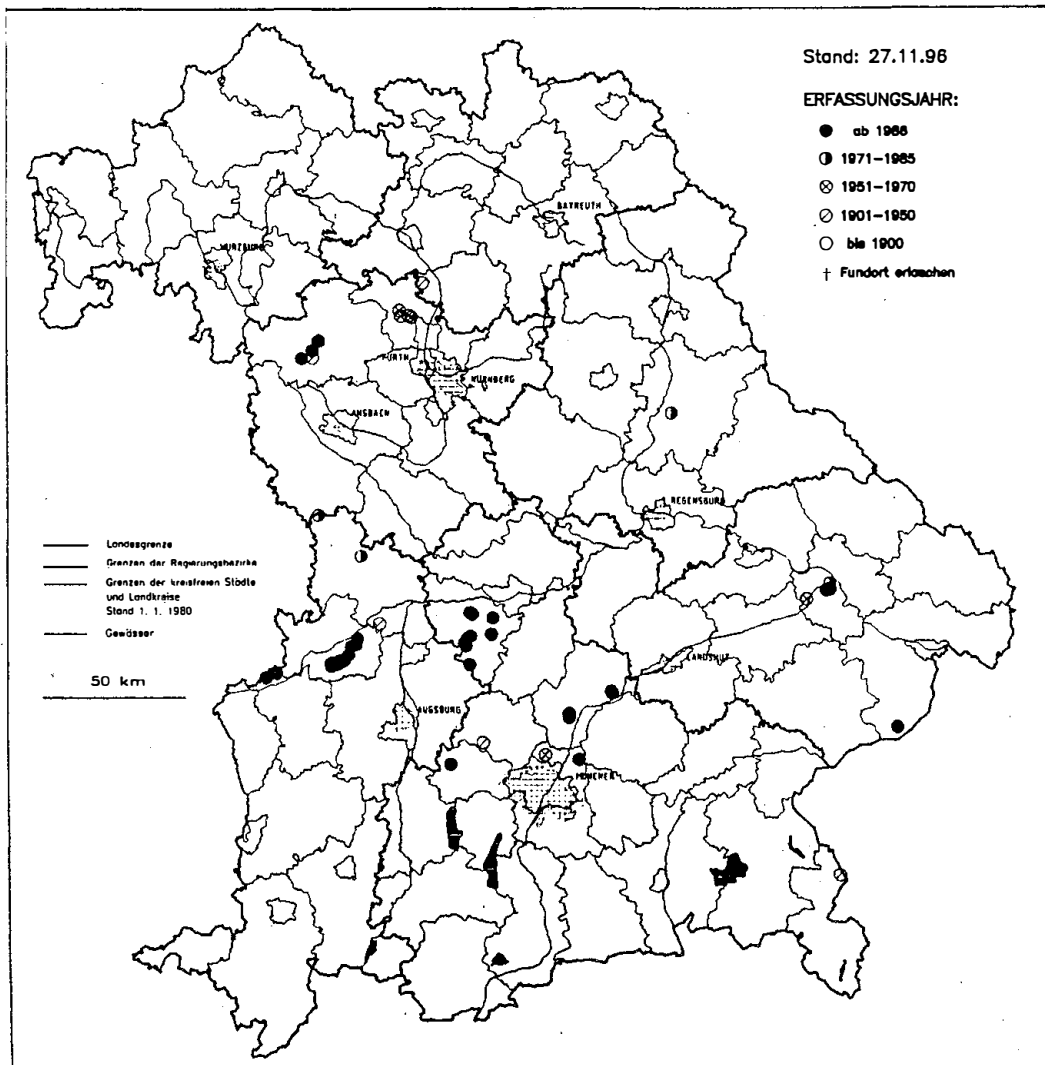 Stand: 27.11.96
ERFASSUNGSJAHR:
ab 1986
1971–1985
1951–1970
1901–1950
bis 1900
† Fundort erloschen
BAYREUTH
WÜRZBURG
FÜRTH
NÜRNBERG
ANSBACH
REGENSBURG
Landesgrenze
Grenzen der Regierungsbezirke
Grenzen der kreisfreien Städte
und Landkreise
Stand 1. 1. 1980
Gewässer
50 km
LANDSHUT
AUGSBURG
MÜNCHEN